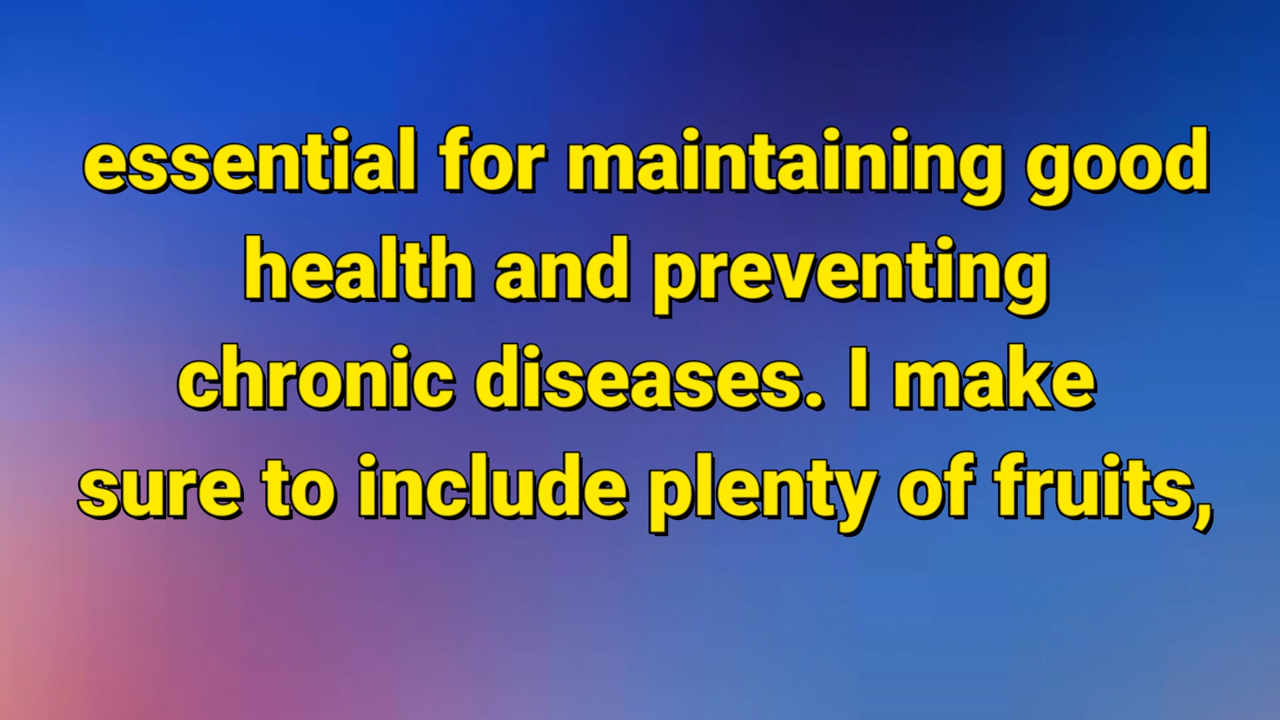 essential for maintaining good
health and preventing
chronic diseases. I make
sure to include plenty of fruits,